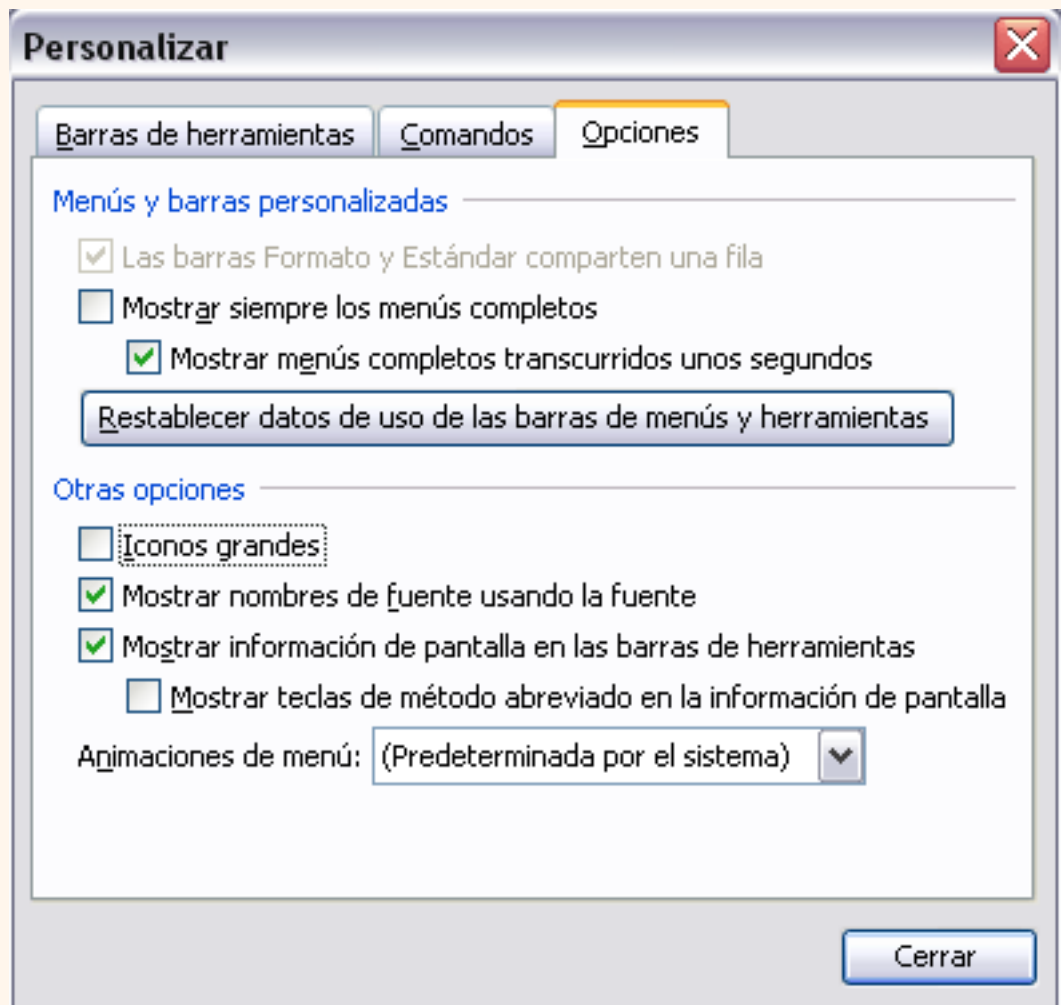 Personalizar
Barras de herramientas Comandos Opciones
Menús y barras personalizadas
Las barras Formato y Estándar comparten una fila
Mostrar siempre los menús completos
Mostrar menús completos transcurridos unos segundos
Restablecer datos de uso de las barras de menús y herramientas
Otras opciones
Iconos grandes
Mostrar nombres de fuente usando la fuente
Mostrar información de pantalla en las barras de herramientas
Mostrar teclas de método abreviado en la información de pantalla
Animaciones de menú: (Predeterminada por el sistema)
Cerrar